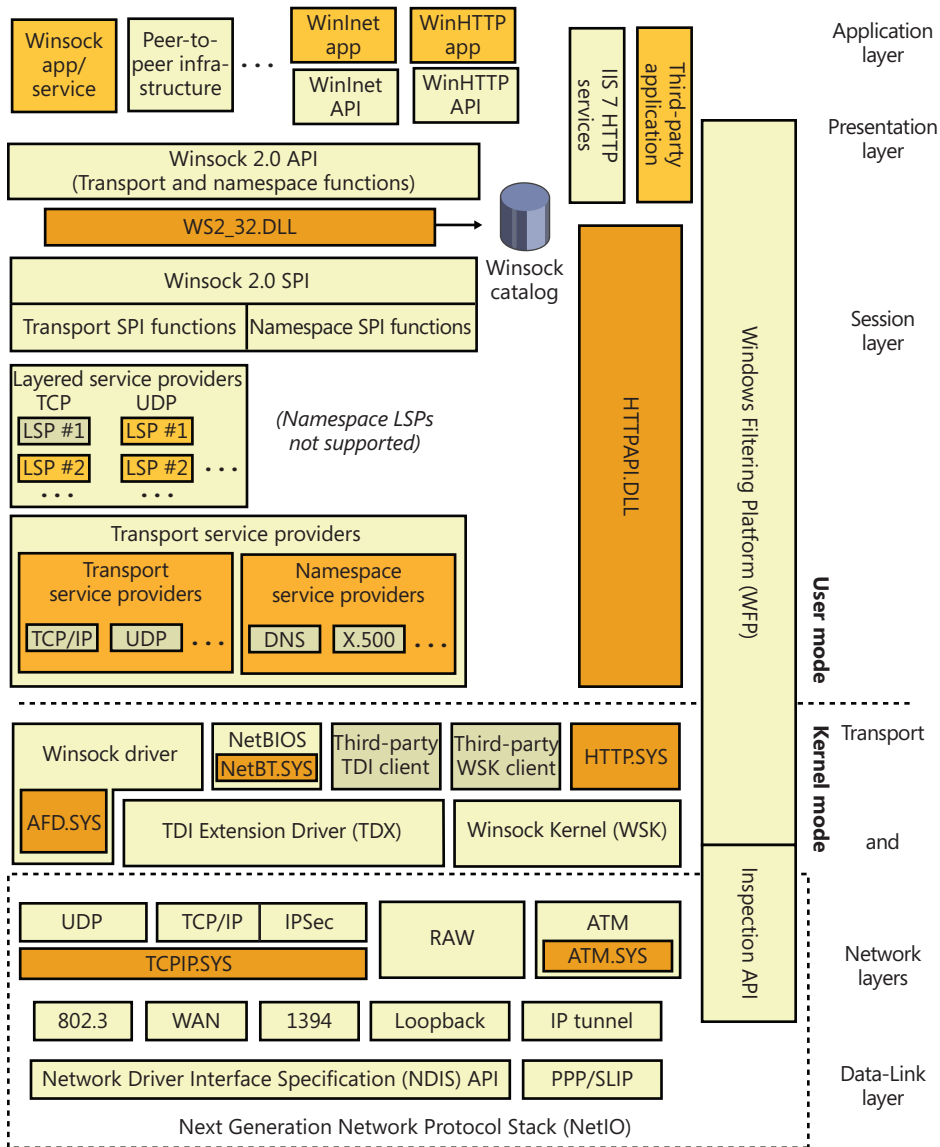 Winsock
app/
service
Peer-to-
peer infra-
structure
...
WinInet
app
WinInet
API
WinHTTP
app
WinHTTP
API
IIS 7 HTTP
services
Third-party
application
Application
layer
Presentation
layer
Winsock 2.0 API
(Transport and namespace functions)
WS2_32.DLL
Winsock
catalog
Winsock 2.0 SPI
Transport SPI functions
Namespace SPI functions
Session
layer
Layered service providers
TCP
UDP
LSP #1
LSP #1
LSP #2
LSP #2
...
...
...
(Namespace LSPs
not supported)
HTTPAPI.DLL
Windows Filtering Platform (WFP)
Transport service providers
Transport
service providers
TCP/IP
UDP
...
Namespace
service providers
DNS
X.500
...
User mode
Kernel mode
Winsock driver
AFD.SYS
NetBIOS
NetBT.SYS
Third-party
TDI client
Third-party
WSK client
HTTP.SYS
Transport
TDI Extension Driver (TDX)
Winsock Kernel (WSK)
and
Inspection API
UDP
TCP/IP
IPSec
TCPIP.SYS
RAW
ATM
ATM.SYS
Network
layers
802.3
WAN
1394
Loopback
IP tunnel
Network Driver Interface Specification (NDIS) API
PPP/SLIP
Data-Link
layer
Next Generation Network Protocol Stack (NetIO)